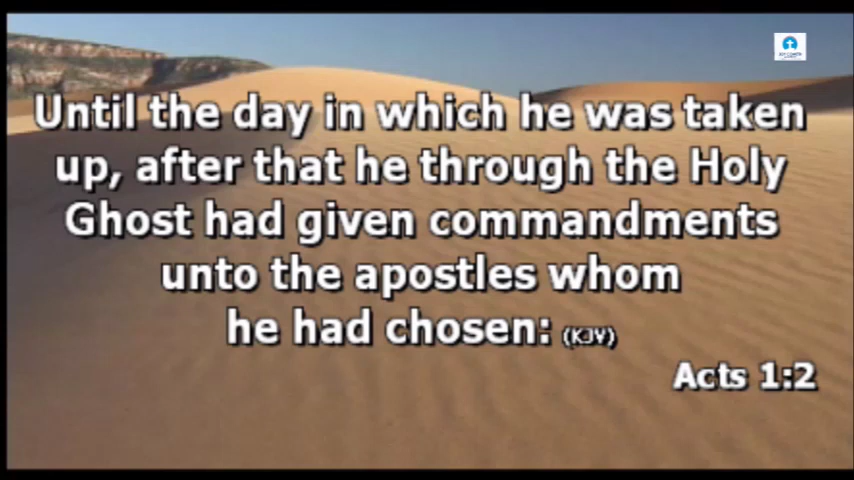 Until the day in which he was taken
up, after that he through the Holy
Ghost had given commandments
unto the apostles whom
he had chosen: (KJV)
Acts 1:2